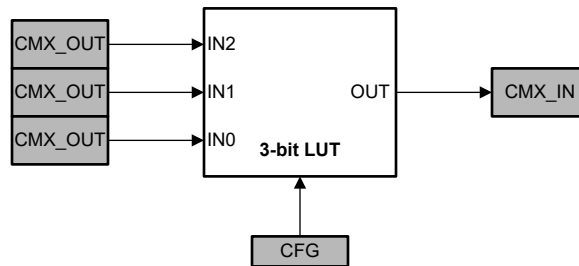 CMX_OUT
IN2
CMX_OUT
IN1
OUT
CMX_IN
CMX_OUT
IN0
3-bit LUT
CFG